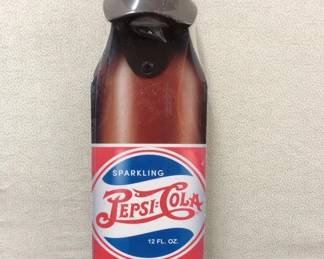 SPARKLING
PEPSI:COLA
12 FL. OZ.